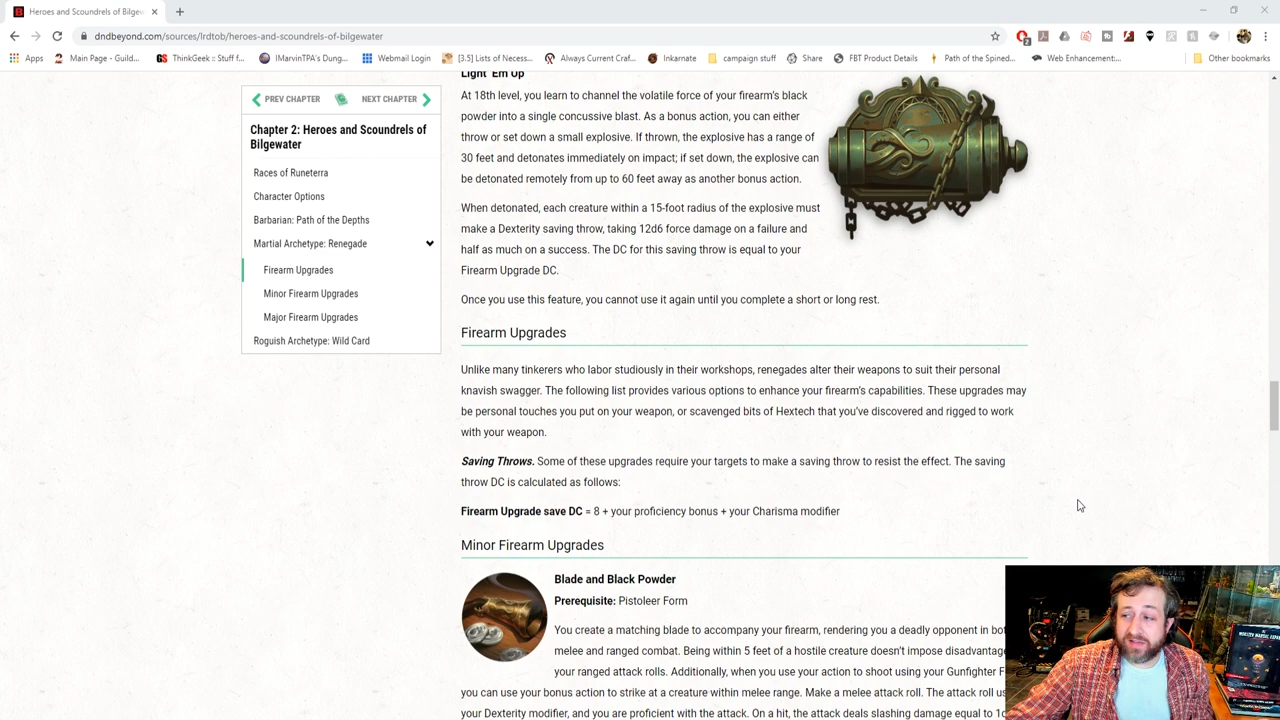 Heroes and Scoundrels of Bilgew
dndbeyond.com/sources/lrdtob/heroes-and-scoundrels-of-bilgewater
Apps Main Page - Guild... ThinkGeek :: Stuff f... IMarvinTPA's Dung... Webmail Login [3.5] Lists of Necess... Always Current Craf... Inkarnate campaign stuff Share FBT Product Details Path of the Spined... Web Enhancement:... Other bookmarks
PREV CHAPTER NEXT CHAPTER
Chapter 2: Heroes and Scoundrels of
Bilgewater
Races of Runeterra
Character Options
Barbarian: Path of the Depths
Martial Archetype: Renegade
Firearm Upgrades
Minor Firearm Upgrades
Major Firearm Upgrades
Roguish Archetype: Wild Card
Light 'Em Up
At 18th level, you learn to channel the volatile force of your firearm's black
powder into a single concussive blast. As a bonus action, you can either
throw or set down a small explosive. If thrown, the explosive has a range of
30 feet and detonates immediately on impact; if set down, the explosive can
be detonated remotely from up to 60 feet away as another bonus action.
When detonated, each creature within a 15-foot radius of the explosive must
make a Dexterity saving throw, taking 12d6 force damage on a failure and
half as much on a success. The DC for this saving throw is equal to your
Firearm Upgrade DC.
Once you use this feature, you cannot use it again until you complete a short or long rest.
Firearm Upgrades
Unlike many tinkerers who labor studiously in their workshops, renegades alter their weapons to suit their personal
knavish swagger. The following list provides various options to enhance your firearm's capabilities. These upgrades may
be personal touches you put on your weapon, or scavenged bits of Hextech that you've discovered and rigged to work
with your weapon.
Saving Throws. Some of these upgrades require your targets to make a saving throw to resist the effect. The saving
throw DC is calculated as follows:
Firearm Upgrade save DC = 8 + your proficiency bonus + your Charisma modifier
Minor Firearm Upgrades
Blade and Black Powder
Prerequisite: Pistoleer Form
You create a matching blade to accompany your firearm, rendering you a deadly opponent in bot
melee and ranged combat. Being within 5 feet of a hostile creature doesn't impose disadvantage
your ranged attack rolls. Additionally, when you use your action to shoot using your Gunfighter F
you can use your bonus action to strike at a creature within melee range. Make a melee attack roll. The attack roll us
your Dexterity modifier and you are proficient with the attack. On a hit, the attack deals slashing damage equal to